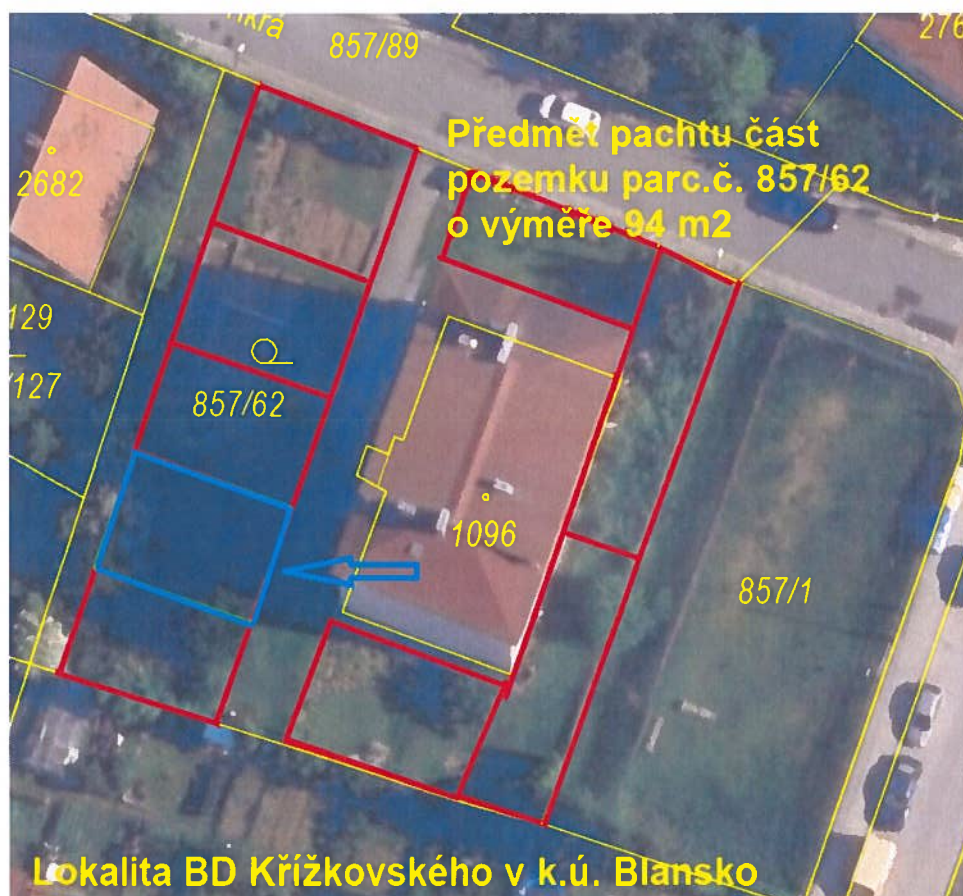 857/89
276
Předmět pachtu část
pozemku parc.č. 857/62
o výměře 94 m2
2682
129
/127
857/62
1096
857/1
Lokalita BD Křížkovského v k.ú. Blansko